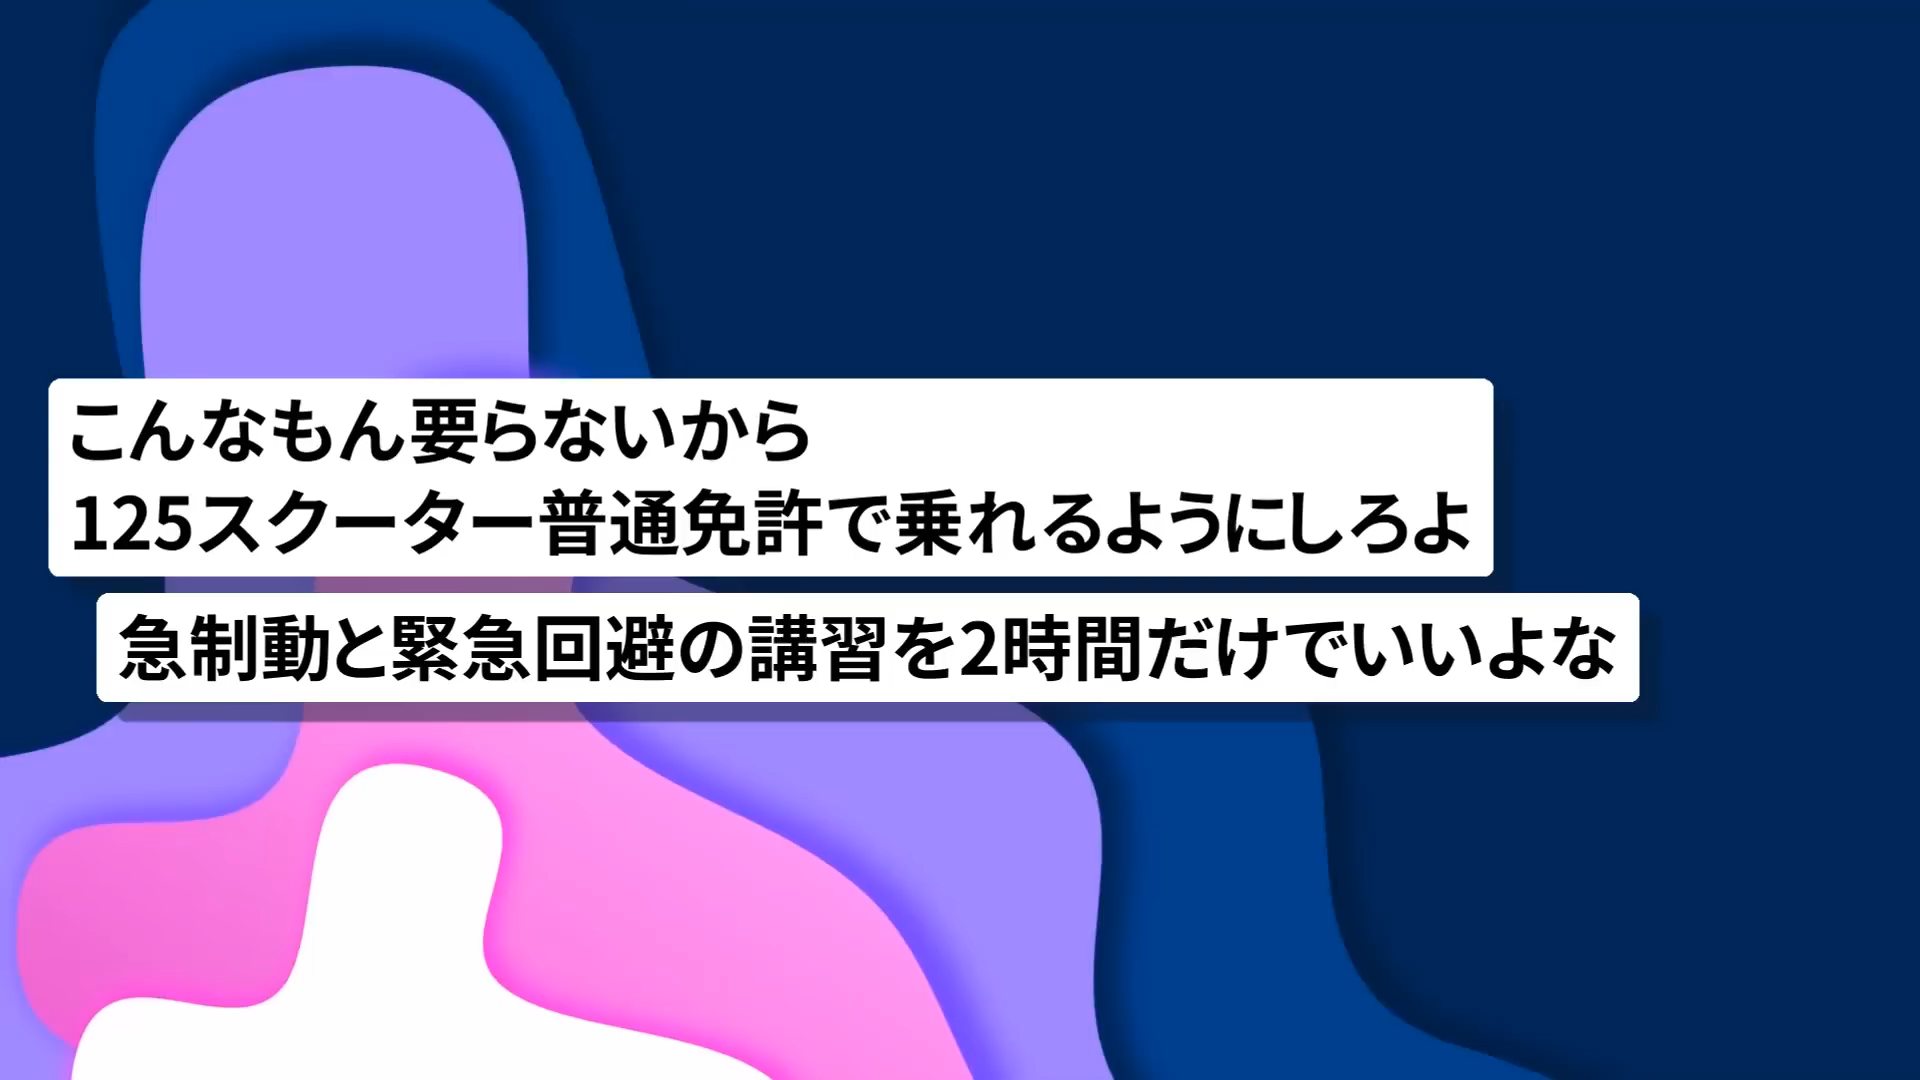 こんなもん要らないから
125スクーター普通免許で乗れるようにしろよ
急制動と緊急回避の講習を2時間だけでいいよな